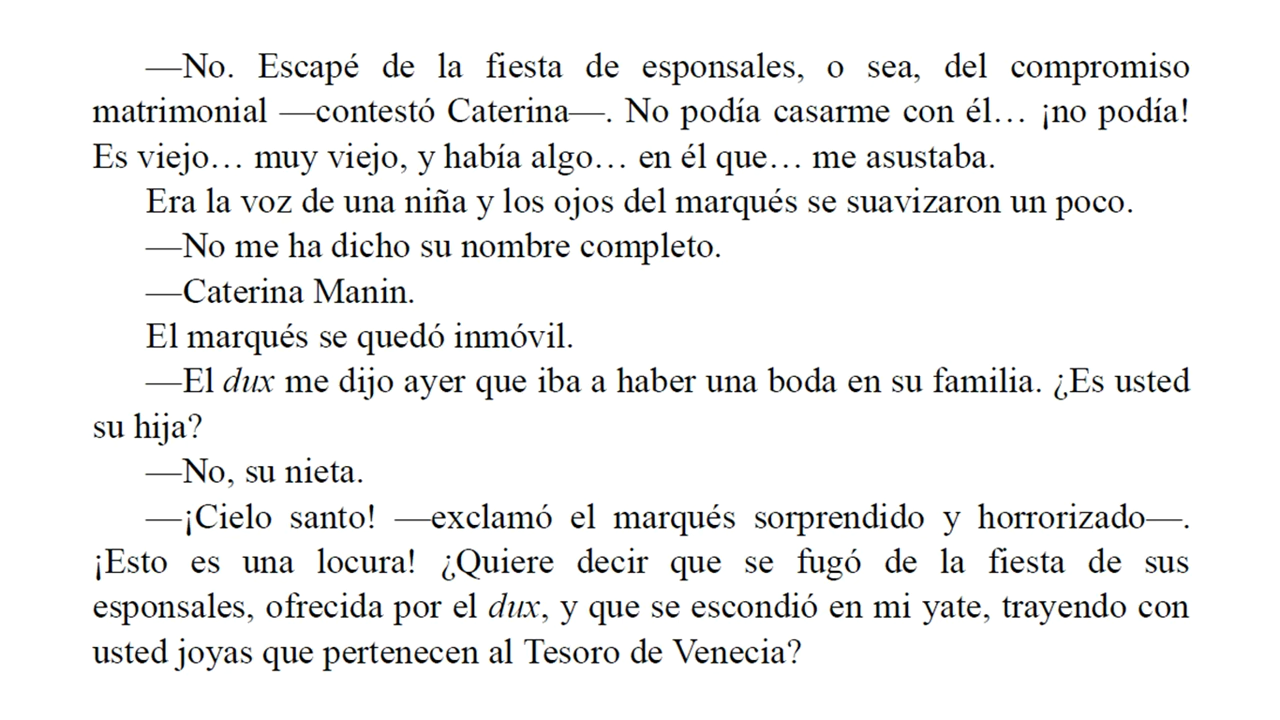 —No. Escapé de la fiesta de esponsales, o sea, del compromiso
matrimonial —contestó Caterina—. No podía casarme con él… ¡no podía!
Es viejo… muy viejo, y había algo… en él que… me asustaba.
Era la voz de una niña y los ojos del marqués se suavizaron un poco.
—No me ha dicho su nombre completo.
—Caterina Manin.
El marqués se quedó inmóvil.
—El dux me dijo ayer que iba a haber una boda en su familia. ¿Es usted
su hija?
—No, su nieta.
—¡Cielo santo! —exclamó el marqués sorprendido y horrorizado—.
¡Esto es una locura! ¿Quiere decir que se fugó de la fiesta de sus
esponsales, ofrecida por el dux, y que se escondió en mi yate, trayendo con
usted joyas que pertenecen al Tesoro de Venecia?